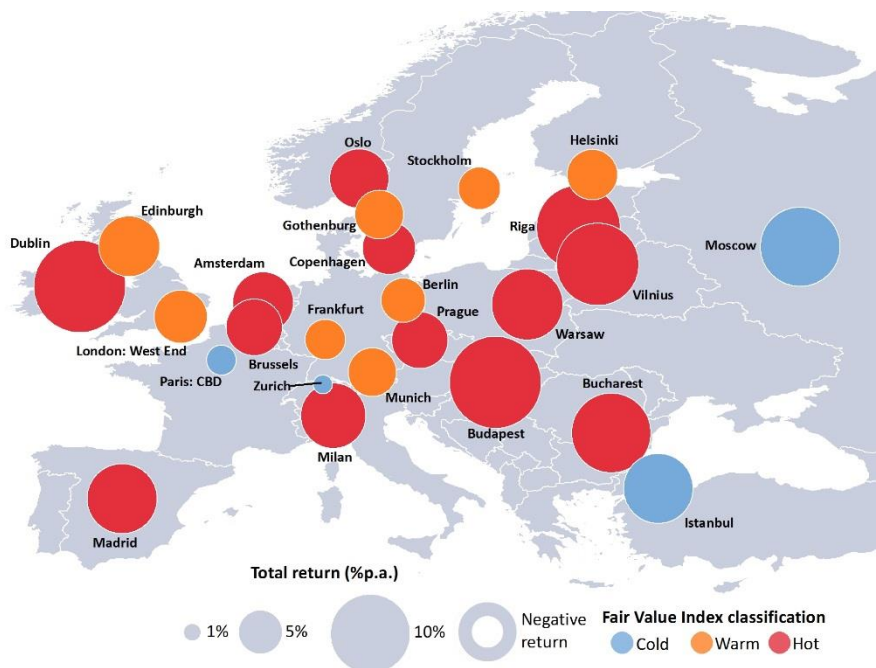 Oslo
Helsinki
Stockholm
Edinburgh
Gothenburg
Riga
Dublin
Moscow
Amsterdam
Copenhagen
Berlin
Vilnius
Frankfurt
Prague
Warsaw
London: West End
Brussels
Paris: CBD
Zurich
Bucharest
Munich
Budapest
Milan
Istanbul
Madrid
Total return (%p.a.)
1%
5%
10%
Negative
return
Fair Value Index classification
Cold
Warm
Hot